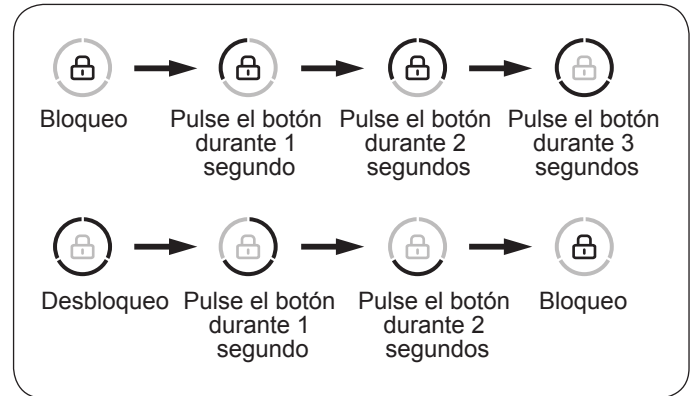 Bloqueo
Pulse el botón
durante 1
segundo
Pulse el botón
durante 2
segundos
Pulse el botón
durante 3
segundos
Desbloqueo
Pulse el botón
durante 1
segundo
Pulse el botón
durante 2
segundos
Bloqueo